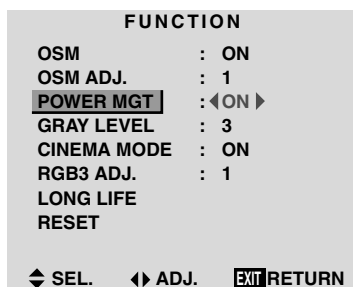 FUNCTION
OSM : ON
OSM ADJ. : 1
POWER MGT : ON
GRAY LEVEL : 3
CINEMA MODE : ON
RGB3 ADJ. : 1
LONG LIFE
RESET
SEL. ADJ. EXIT RETURN